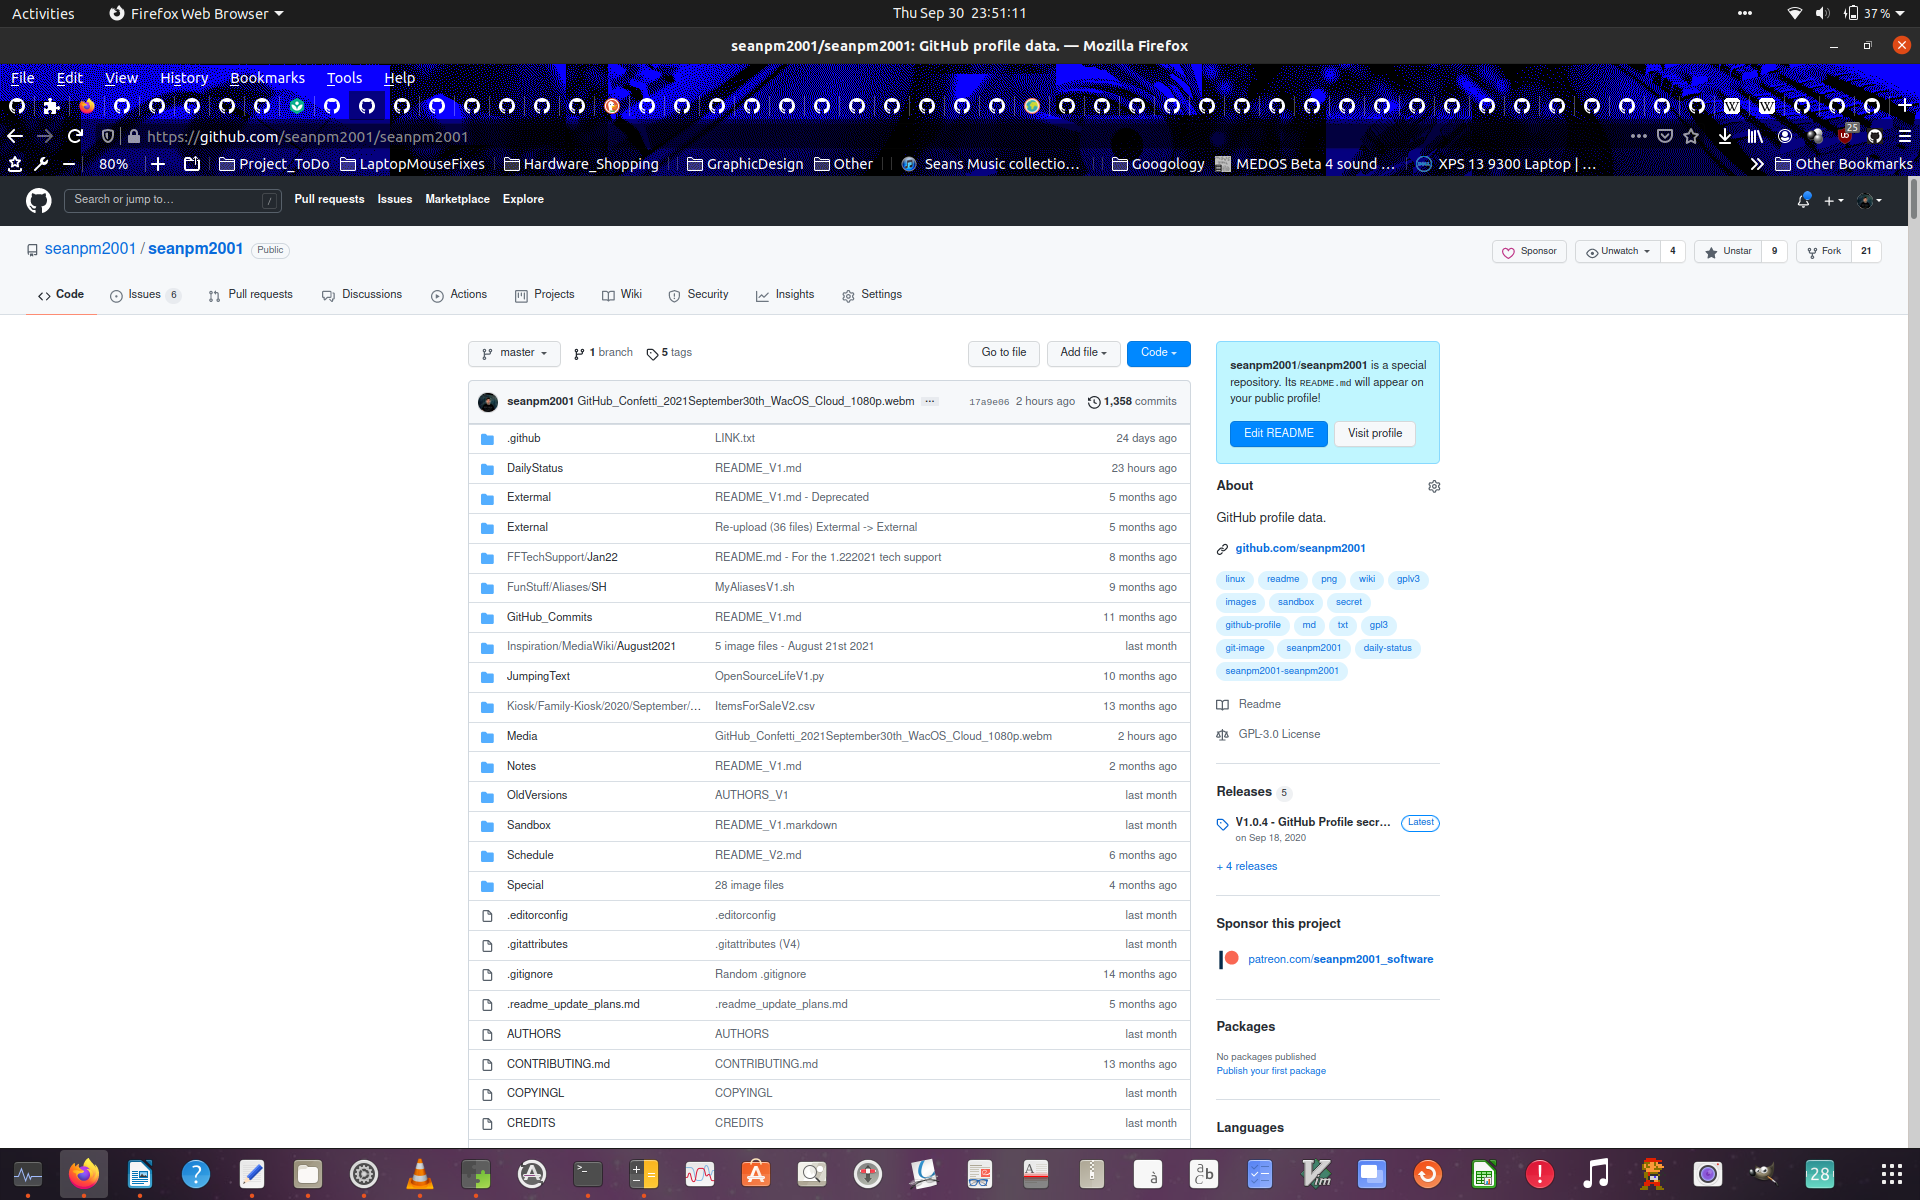 Activities Firefox Web Browser Thu Sep 30 23:51:11 37 %
seanpm2001/seanpm2001: GitHub profile data. — Mozilla Firefox
File Edit View History Bookmarks Tools Help
https://github.com/seanpm2001/seanpm2001 25
80% Project_ToDo LaptopMouseFixes Hardware_Shopping GraphicDesign Other Seans Music collectio… Googology MEDOS Beta 4 sound … XPS 13 9300 Laptop | … Other Bookmarks
Search or jump to… / Pull requests Issues Marketplace Explore
seanpm2001 / seanpm2001 Public Sponsor Unwatch 4 Unstar 9 Fork 21
Code Issues 6 Pull requests Discussions Actions Projects Wiki Security Insights Settings
master 1 branch 5 tags Go to file Add file Code
seanpm2001 GitHub_Confetti_2021September30th_WacOS_Cloud_1080p.webm … 17a9e06 2 hours ago 1,358 commits
.github LINK.txt 24 days ago
DailyStatus README_V1.md 23 hours ago
Extermal README_V1.md - Deprecated 5 months ago
External Re-upload (36 files) Extermal -> External 5 months ago
FFTechSupport/Jan22 README.md - For the 1.222021 tech support 8 months ago
FunStuff/Aliases/SH MyAliasesV1.sh 9 months ago
GitHub_Commits README_V1.md 11 months ago
Inspiration/MediaWiki/August2021 5 image files - August 21st 2021 last month
JumpingText OpenSourceLifeV1.py 10 months ago
Kiosk/Family-Kiosk/2020/September/… ItemsForSaleV2.csv 13 months ago
Media GitHub_Confetti_2021September30th_WacOS_Cloud_1080p.webm 2 hours ago
Notes README_V1.md 2 months ago
OldVersions AUTHORS_V1 last month
Sandbox README_V1.markdown last month
Schedule README_V2.md 6 months ago
Special 28 image files 4 months ago
.editorconfig .editorconfig last month
.gitattributes .gitattributes (V4) last month
.gitignore Random .gitignore 14 months ago
.readme_update_plans.md .readme_update_plans.md 5 months ago
AUTHORS AUTHORS last month
CONTRIBUTING.md CONTRIBUTING.md 13 months ago
COPYINGL COPYINGL last month
CREDITS CREDITS last month
seanpm2001/seanpm2001 is a special
repository. Its README.md will appear on
your public profile!
Edit README Visit profile
About
GitHub profile data.
github.com/seanpm2001
linux readme png wiki gplv3
images sandbox secret
github-profile md txt gpl3
git-image seanpm2001 daily-status
seanpm2001-seanpm2001
Readme
GPL-3.0 License
Releases 5
V1.0.4 - GitHub Profile secr… Latest
on Sep 18, 2020
+ 4 releases
Sponsor this project
patreon.com/seanpm2001_software
Packages
No packages published
Publish your first package
Languages
28